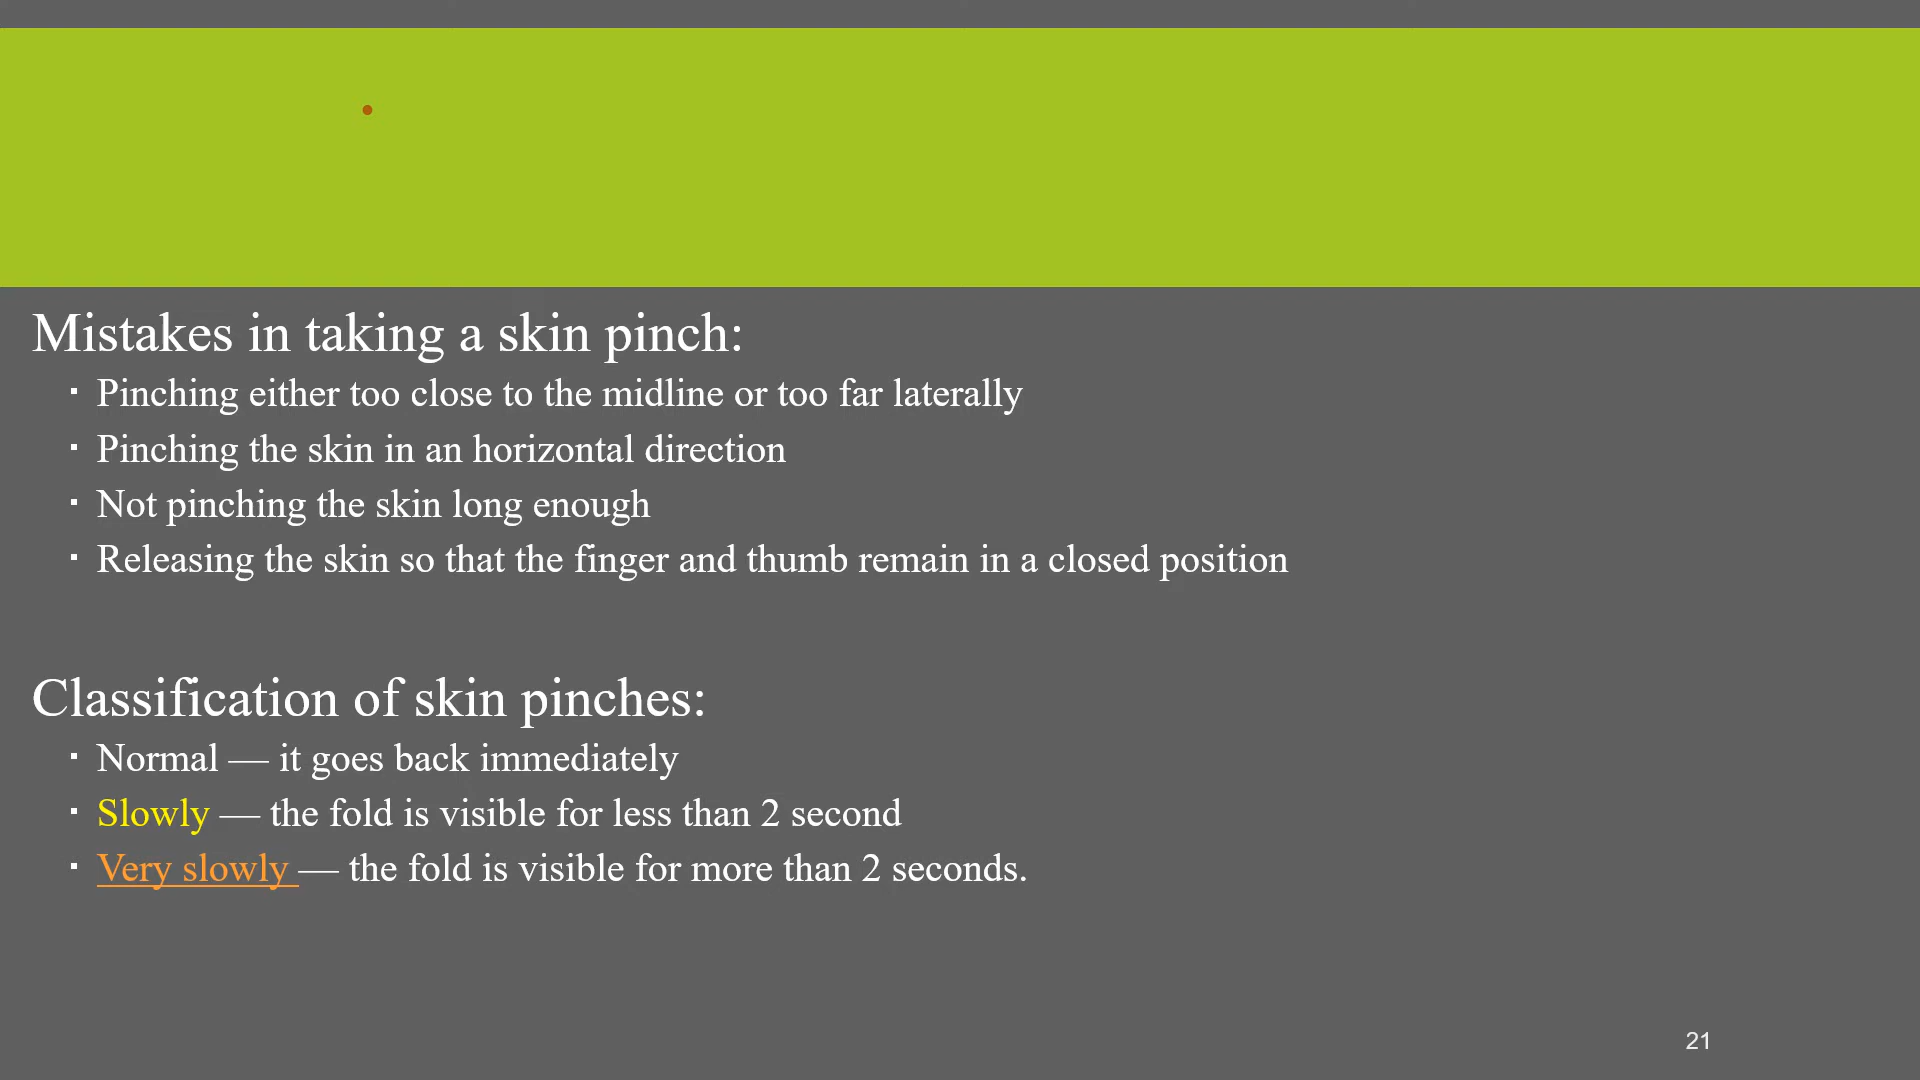 Mistakes in taking a skin pinch:
▪ Pinching either too close to the midline or too far laterally
▪ Pinching the skin in an horizontal direction
▪ Not pinching the skin long enough
▪ Releasing the skin so that the finger and thumb remain in a closed position
Classification of skin pinches:
▪ Normal — it goes back immediately
▪ Slowly — the fold is visible for less than 2 second
▪ Very slowly — the fold is visible for more than 2 seconds.
21